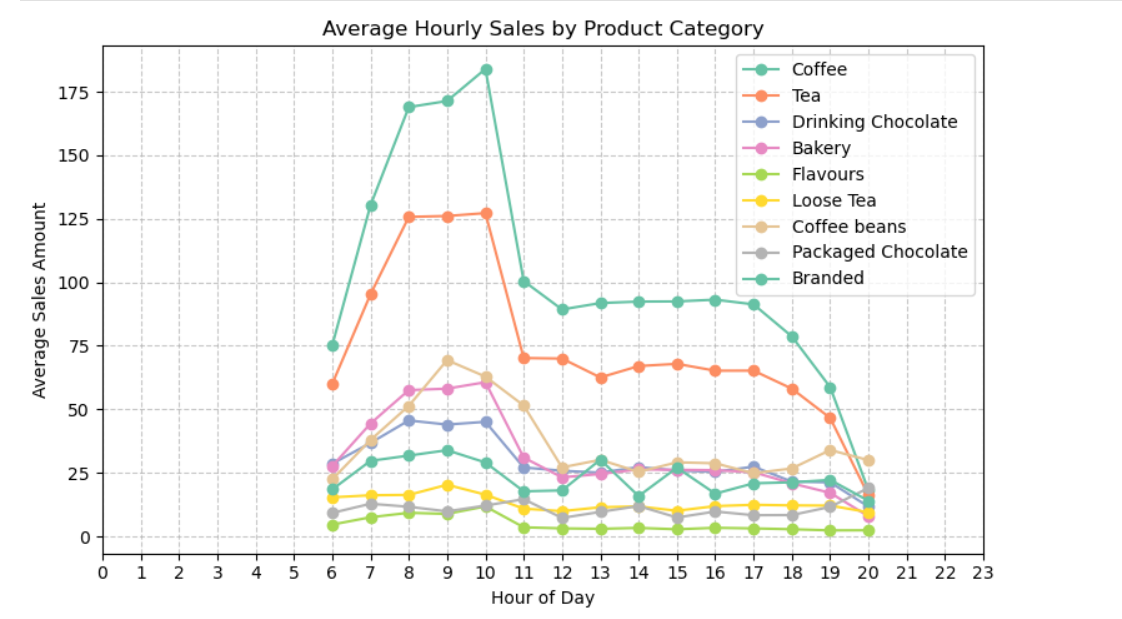 Average Hourly Sales by Product Category
175
150
125
100
75
50
25
0
Average Sales Amount
Coffee
Tea
Drinking Chocolate
Bakery
Flavours
Loose Tea
Coffee beans
Packaged Chocolate
Branded
0 1 2 3 4 5 6 7 8 9 10 11 12 13 14 15 16 17 18 19 20 21 22 23
Hour of Day